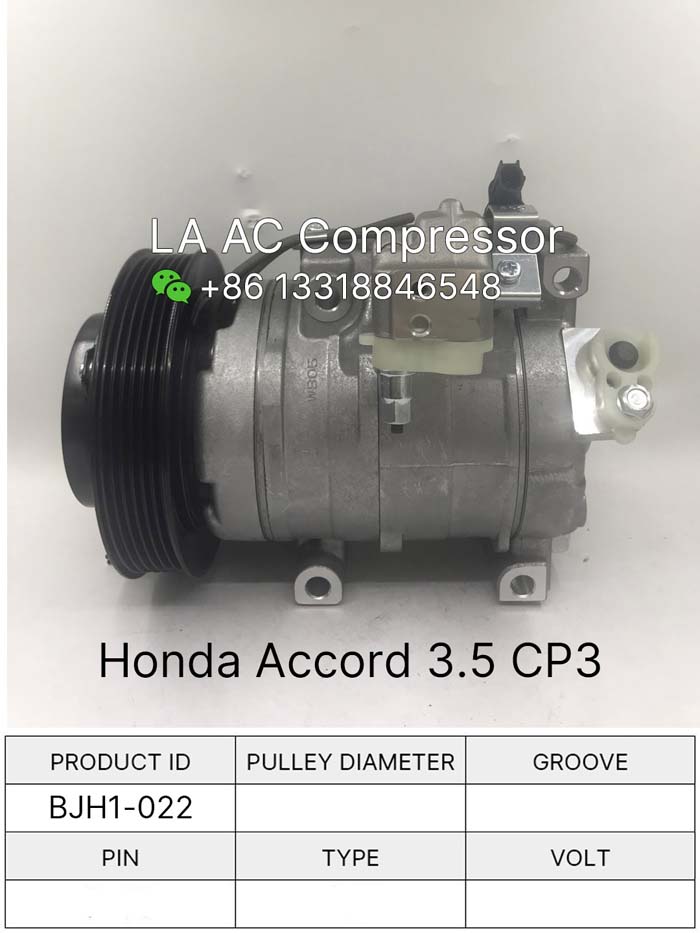 LA AC Compressor
+86 13318846548
W805
Honda Accord 3.5 CP3
PRODUCT ID PULLEY DIAMETER GROOVE
BJH1-022
PIN TYPE VOLT